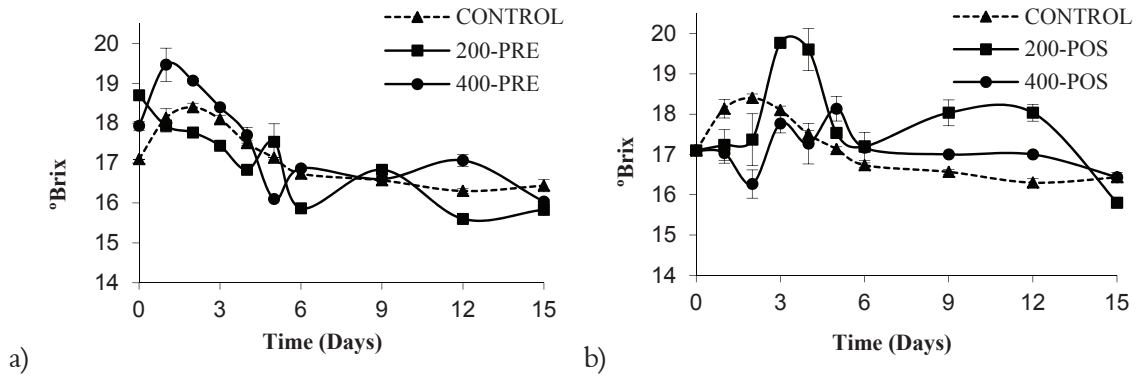 CONTROL
200-PRE
400-PRE
20
19
18
17
16
15
14
ºBrix
0 3 6 9 12 15
Time (Days)
a)
CONTROL
200-POS
400-POS
20
19
18
17
16
15
14
ºBrix
0 3 6 9 12 15
Time (Days)
b)